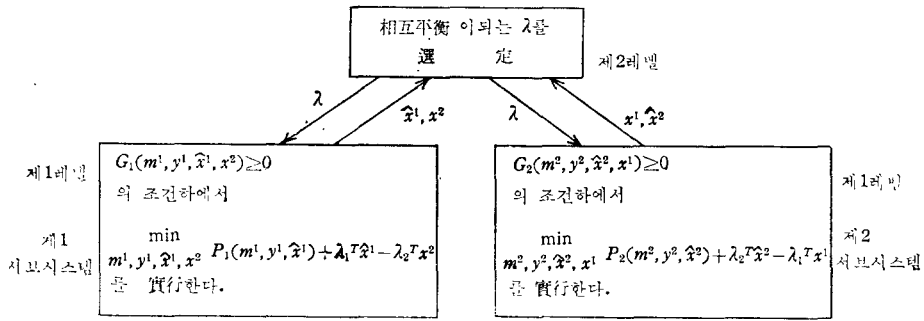 相互平衡 이되는 λ를
選 定
제2레벨
λ
x̂¹, x²
λ
x¹, x̂²
제1레벨
G₁(m¹, y¹, x̂¹, x²)≥0
의 조건하에서
제1
서브시스템
min
m¹, y¹, x̂¹, x² P₁(m¹, y¹, x̂¹)+λ₁ᵀx̂¹−λ₂ᵀx²
를 實行한다.
G₂(m², y², x̂², x¹)≥0
의 조건하에서
제1레벨
min
m², y², x̂², x¹ P₂(m², y², x̂²)+λ₂ᵀx̂²−λ₁ᵀx¹
를 實行한다.
제2
서브시스템